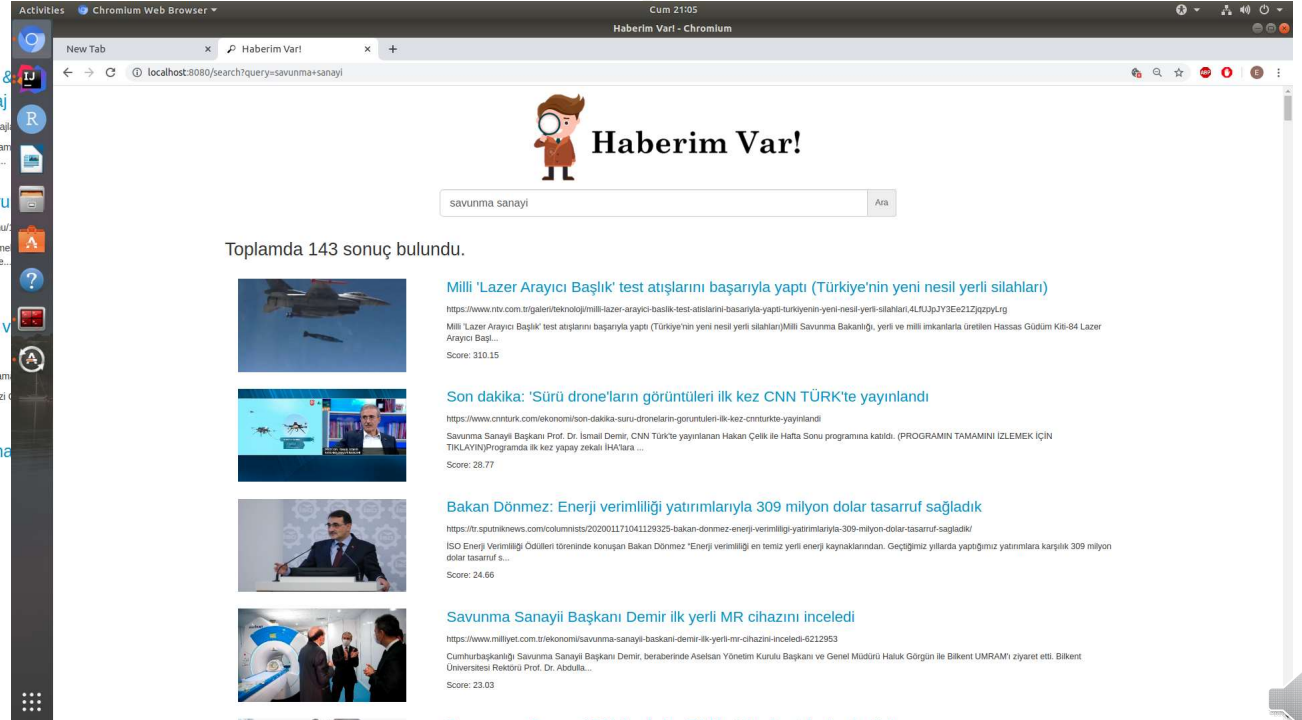 Activities Chromium Web Browser
Cum 21:05
Haberim Var! - Chromium
New Tab
Haberim Var!
localhost:8080/search?query=savunma+sanayi
ABP
E
Haberim Var!
savunma sanayi
Ara
Toplamda 143 sonuç bulundu.
Milli 'Lazer Arayıcı Başlık' test atışlarını başarıyla yaptı (Türkiye'nin yeni nesil yerli silahları)
https://www.ntv.com.tr/galeri/teknoloji/milli-lazer-arayici-baslik-test-atislarini-basariyla-yapti-turkiyenin-yeni-nesil-yerli-silahlari,4LfUJpJY3Ee21ZjqzpyLrg
Milli 'Lazer Arayıcı Başlık' test atışlarını başarıyla yaptı (Türkiye'nin yeni nesil yerli silahları)Milli Savunma Bakanlığı, yerli ve milli imkanlarla üretilen Hassas Güdüm Kiti-84 Lazer
Arayıcı Başl...
Score: 310.15
Son dakika: 'Sürü drone'ların görüntüleri ilk kez CNN TÜRK'te yayınlandı
https://www.cnnturk.com/ekonomi/son-dakika-suru-dronelarin-goruntuleri-ilk-kez-cnnturkte-yayinlandi
Savunma Sanayii Başkanı Prof. Dr. İsmail Demir, CNN Türk'te yayınlanan Hakan Çelik ile Hafta Sonu programına katıldı. (PROGRAMIN TAMAMINI İZLEMEK İÇİN
TIKLAYIN)Programda ilk kez yapay zekalı İHA'lara ...
Score: 28.77
Bakan Dönmez: Enerji verimliliği yatırımlarıyla 309 milyon dolar tasarruf sağladık
https://tr.sputniknews.com/columnists/202001171041129325-bakan-donmez-enerji-verimliligi-yatirimlariyla-309-milyon-dolar-tasarruf-sagladik/
İSO Enerji Verimliliği Ödülleri töreninde konuşan Bakan Dönmez “Enerji verimliliği en temiz yerli enerji kaynaklarından. Geçtiğimiz yıllarda yaptığımız yatırımlara karşılık 309 milyon
dolar tasarruf s...
Score: 24.66
Savunma Sanayii Başkanı Demir ilk yerli MR cihazını inceledi
https://www.milliyet.com.tr/ekonomi/savunma-sanayii-baskani-demir-ilk-yerli-mr-cihazini-inceledi-6212953
Cumhurbaşkanlığı Savunma Sanayii Başkanı Demir, beraberinde Aselsan Yönetim Kurulu Başkanı ve Genel Müdürü Haluk Görgün ile Bilkent UMRAM'ı ziyaret etti. Bilkent
Üniversitesi Rektörü Prof. Dr. Abdulla...
Score: 23.03